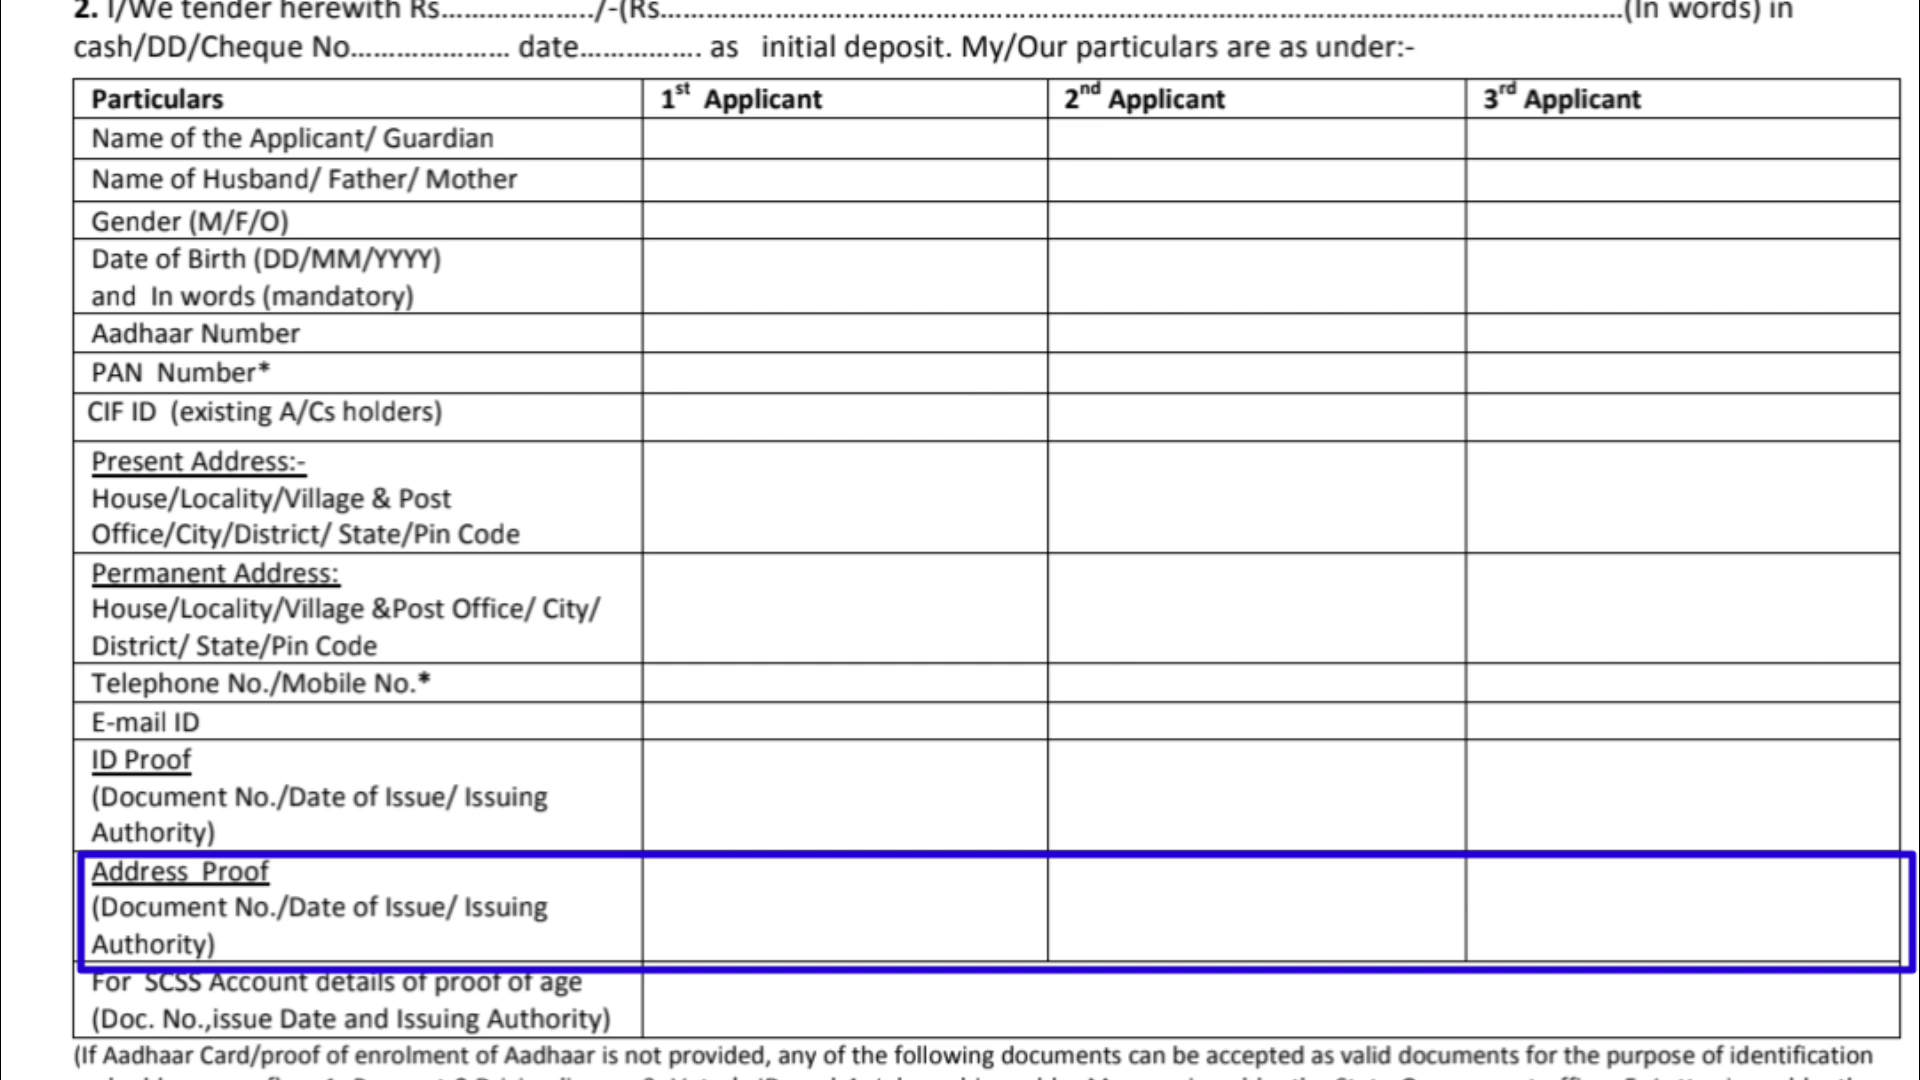 2. I/We tender herewith Rs.................../-(Rs.......................................................................................................................(In words) in
cash/DD/Cheque No.................... date............... as initial deposit. My/Our particulars are as under:-
Particulars 1st Applicant 2nd Applicant 3rd Applicant
Name of the Applicant/ Guardian
Name of Husband/ Father/ Mother
Gender (M/F/O)
Date of Birth (DD/MM/YYYY)
and In words (mandatory)
Aadhaar Number
PAN Number*
CIF ID (existing A/Cs holders)
Present Address:-
House/Locality/Village & Post
Office/City/District/ State/Pin Code
Permanent Address:
House/Locality/Village &Post Office/ City/
District/ State/Pin Code
Telephone No./Mobile No.*
E-mail ID
ID Proof
(Document No./Date of Issue/ Issuing
Authority)
Address Proof
(Document No./Date of Issue/ Issuing
Authority)
For SCSS Account details of proof of age
(Doc. No.,issue Date and Issuing Authority)
(If Aadhaar Card/proof of enrolment of Aadhaar is not provided, any of the following documents can be accepted as valid documents for the purpose of identification